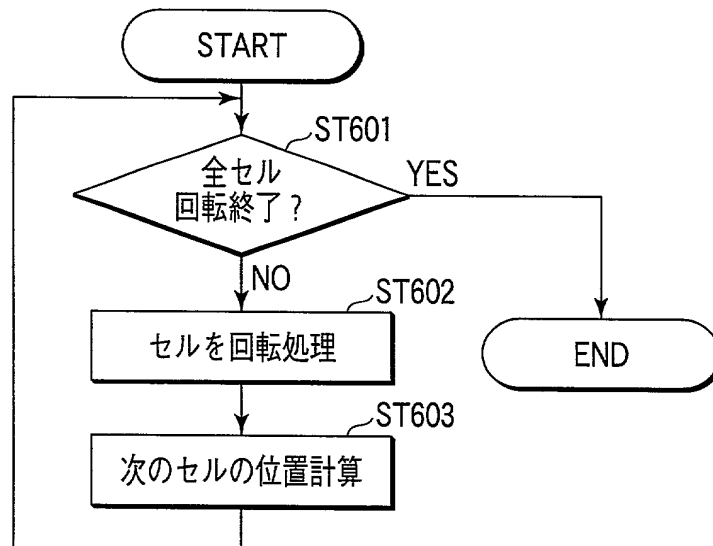 START
ST601
全セル
回転終了?
YES
NO
ST602
セルを回転処理
END
ST603
次のセルの位置計算